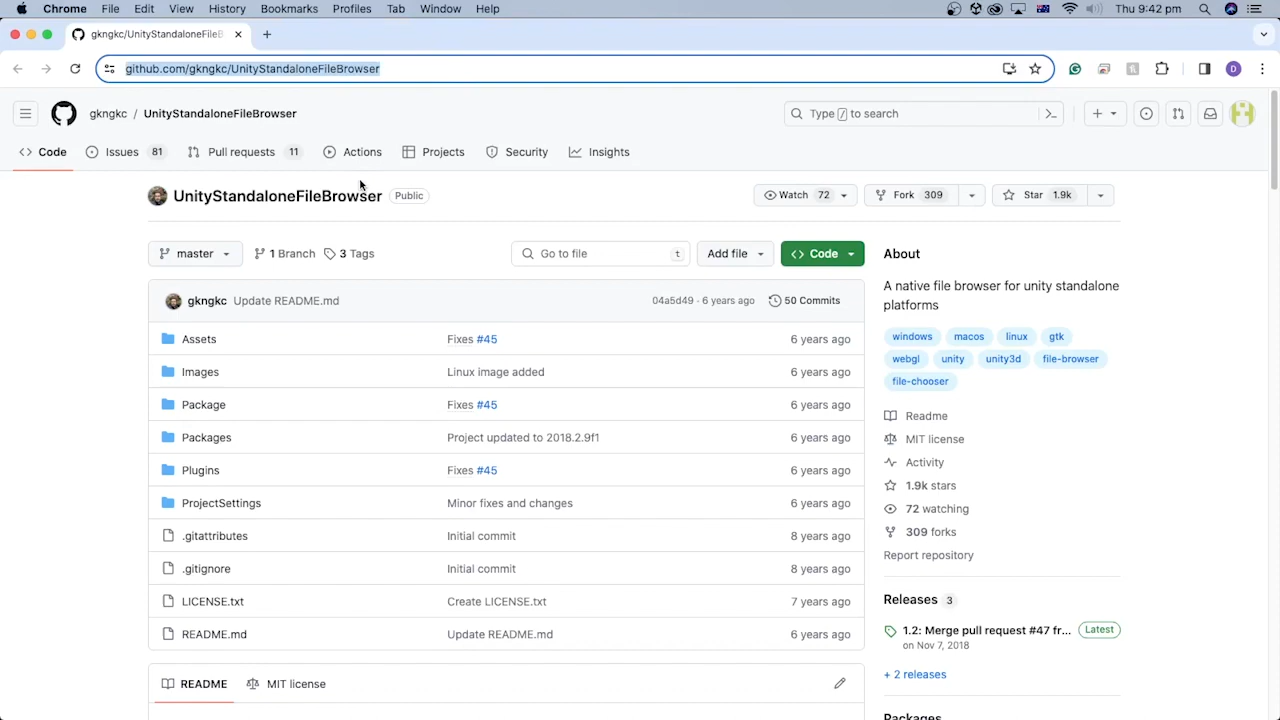 Chrome File Edit View History Bookmarks Profiles Tab Window Help Thu 9:42 pm
gkngkc/UnityStandaloneFileB
github.com/gkngkc/UnityStandaloneFileBrowser D
gkngkc / UnityStandaloneFileBrowser Type / to search
Code Issues 81 Pull requests 11 Actions Projects Security Insights
UnityStandaloneFileBrowser Public Watch 72 Fork 309 Star 1.9k
master 1 Branch 3 Tags Go to file t Add file Code
gkngkc Update README.md 04a5d49 · 6 years ago 50 Commits
Assets Fixes #45 6 years ago
Images Linux image added 6 years ago
Package Fixes #45 6 years ago
Packages Project updated to 2018.2.9f1 6 years ago
Plugins Fixes #45 6 years ago
ProjectSettings Minor fixes and changes 6 years ago
.gitattributes Initial commit 8 years ago
.gitignore Initial commit 8 years ago
LICENSE.txt Create LICENSE.txt 7 years ago
README.md Update README.md 6 years ago
README MIT license
About
A native file browser for unity standalone
platforms
windows macos linux gtk
webgl unity unity3d file-browser
file-chooser
Readme
MIT license
Activity
1.9k stars
72 watching
309 forks
Report repository
Releases 3
1.2: Merge pull request #47 fr... Latest
on Nov 7, 2018
+ 2 releases
Packages